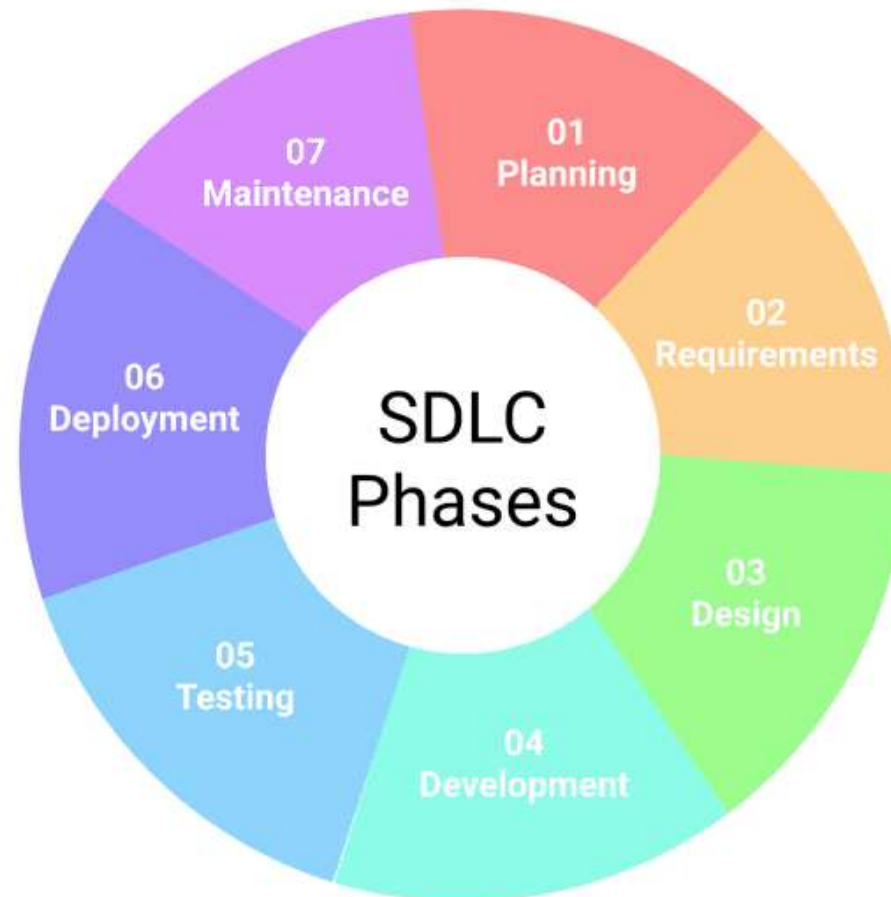 SDLC
Phases
01
Planning
02
Requirements
03
Design
04
Development
05
Testing
06
Deployment
07
Maintenance